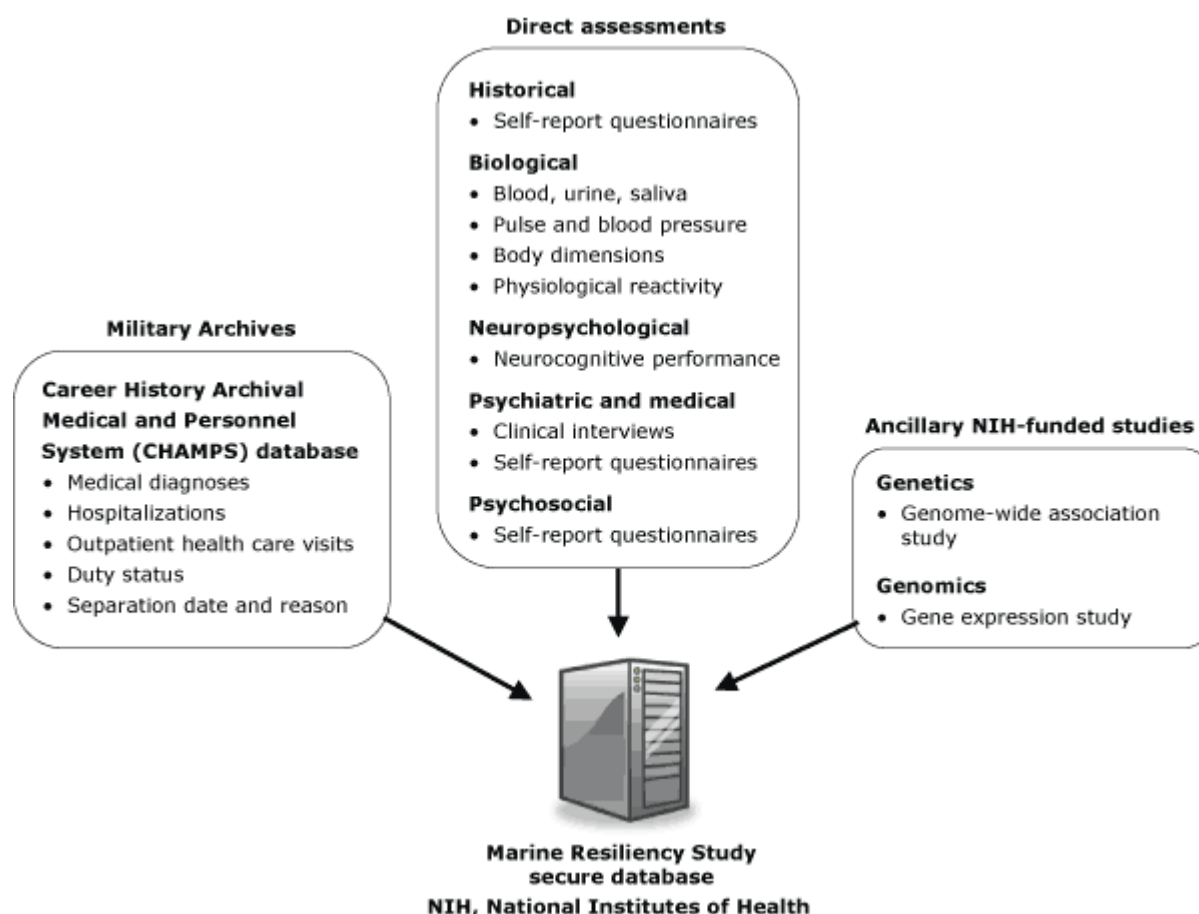 Direct assessments
Historical
• Self-report questionnaires
Biological
• Blood, urine, saliva
• Pulse and blood pressure
• Body dimensions
• Physiological reactivity
Neuropsychological
• Neurocognitive performance
Psychiatric and medical
• Clinical interviews
• Self-report questionnaires
Psychosocial
• Self-report questionnaires
Military Archives
Career History Archival
Medical and Personnel
System (CHAMPS) database
• Medical diagnoses
• Hospitalizations
• Outpatient health care visits
• Duty status
• Separation date and reason
Ancillary NIH-funded studies
Genetics
• Genome-wide association
study
Genomics
• Gene expression study
Marine Resiliency Study
secure database
NIH, National Institutes of Health